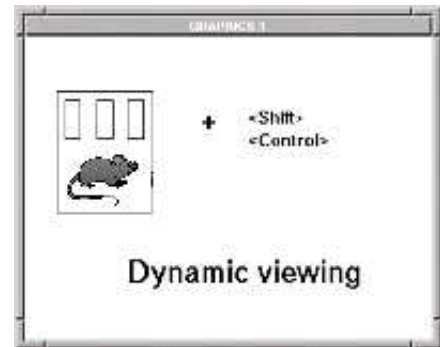 GRAPHICS 1
+ <Shift>
<Control>
Dynamic viewing